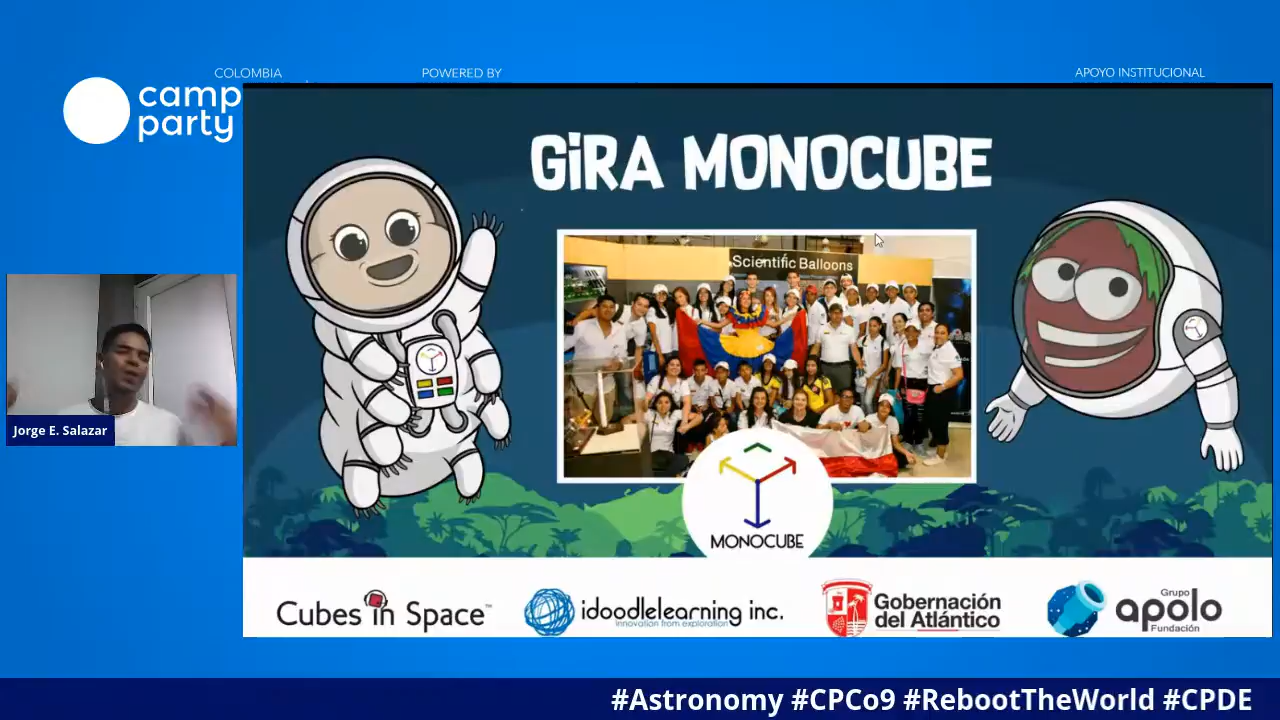 COLOMBIA
POWERED BY
APOYO INSTITUCIONAL
camp
party
GiRA MONOCUBE
Scientific Balloons
Jorge E. Salazar
MONOCUBE
Cubes in Space™
idoodlelearning inc.
innovation from exploration
Gobernación
del Atlántico
Grupo
apolo
Fundación
#Astronomy #CPCo9 #RebootTheWorld #CPDE